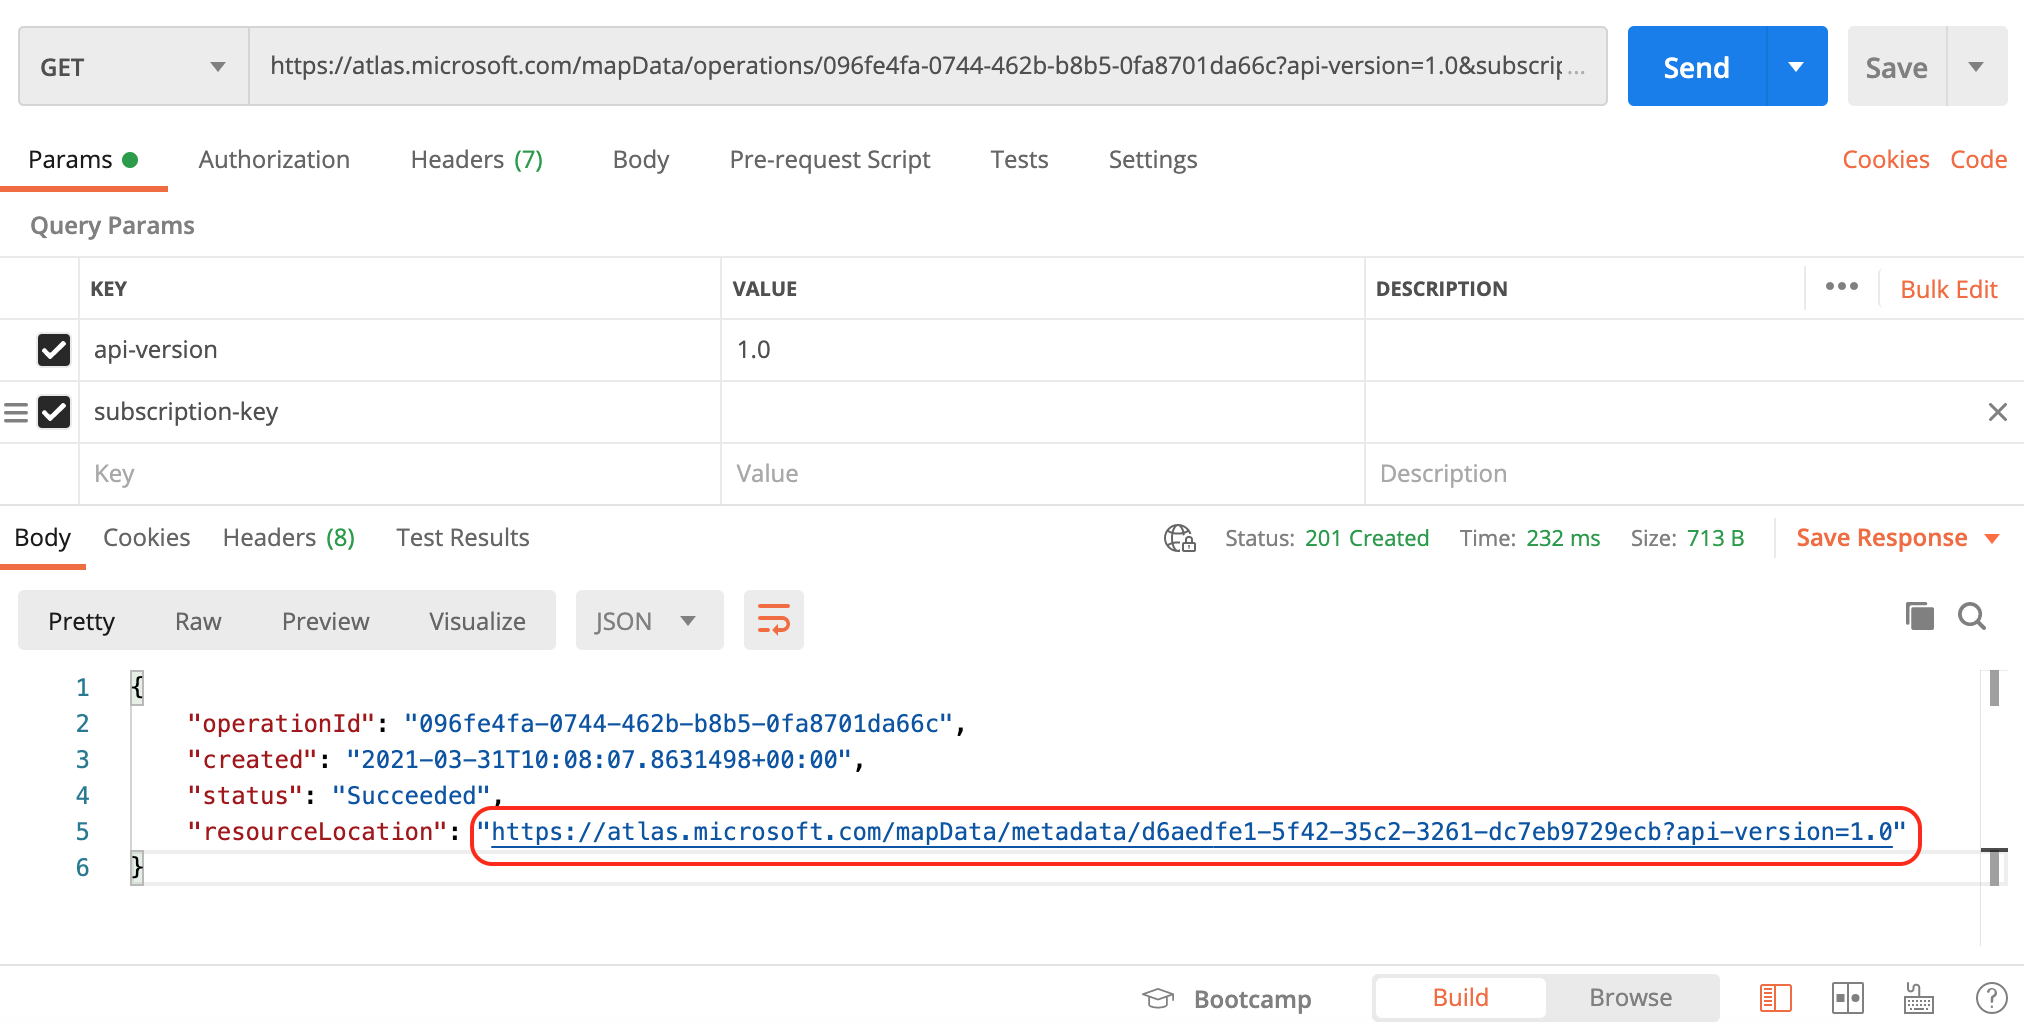 GET https://atlas.microsoft.com/mapData/operations/096fe4fa-0744-462b-b8b5-0fa8701da66c?api-version=1.0&subscrip... Send Save
Params Authorization Headers (7) Body Pre-request Script Tests Settings Cookies Code
Query Params
KEY VALUE DESCRIPTION ••• Bulk Edit
api-version 1.0
subscription-key
Key Value Description
Body Cookies Headers (8) Test Results Status: 201 Created Time: 232 ms Size: 713 B Save Response
Pretty Raw Preview Visualize JSON
1 {
2 "operationId": "096fe4fa-0744-462b-b8b5-0fa8701da66c",
3 "created": "2021-03-31T10:08:07.8631498+00:00",
4 "status": "Succeeded",
5 "resourceLocation": "https://atlas.microsoft.com/mapData/metadata/d6aedfe1-5f42-35c2-3261-dc7eb9729ecb?api-version=1.0"
6 }
Bootcamp Build Browse